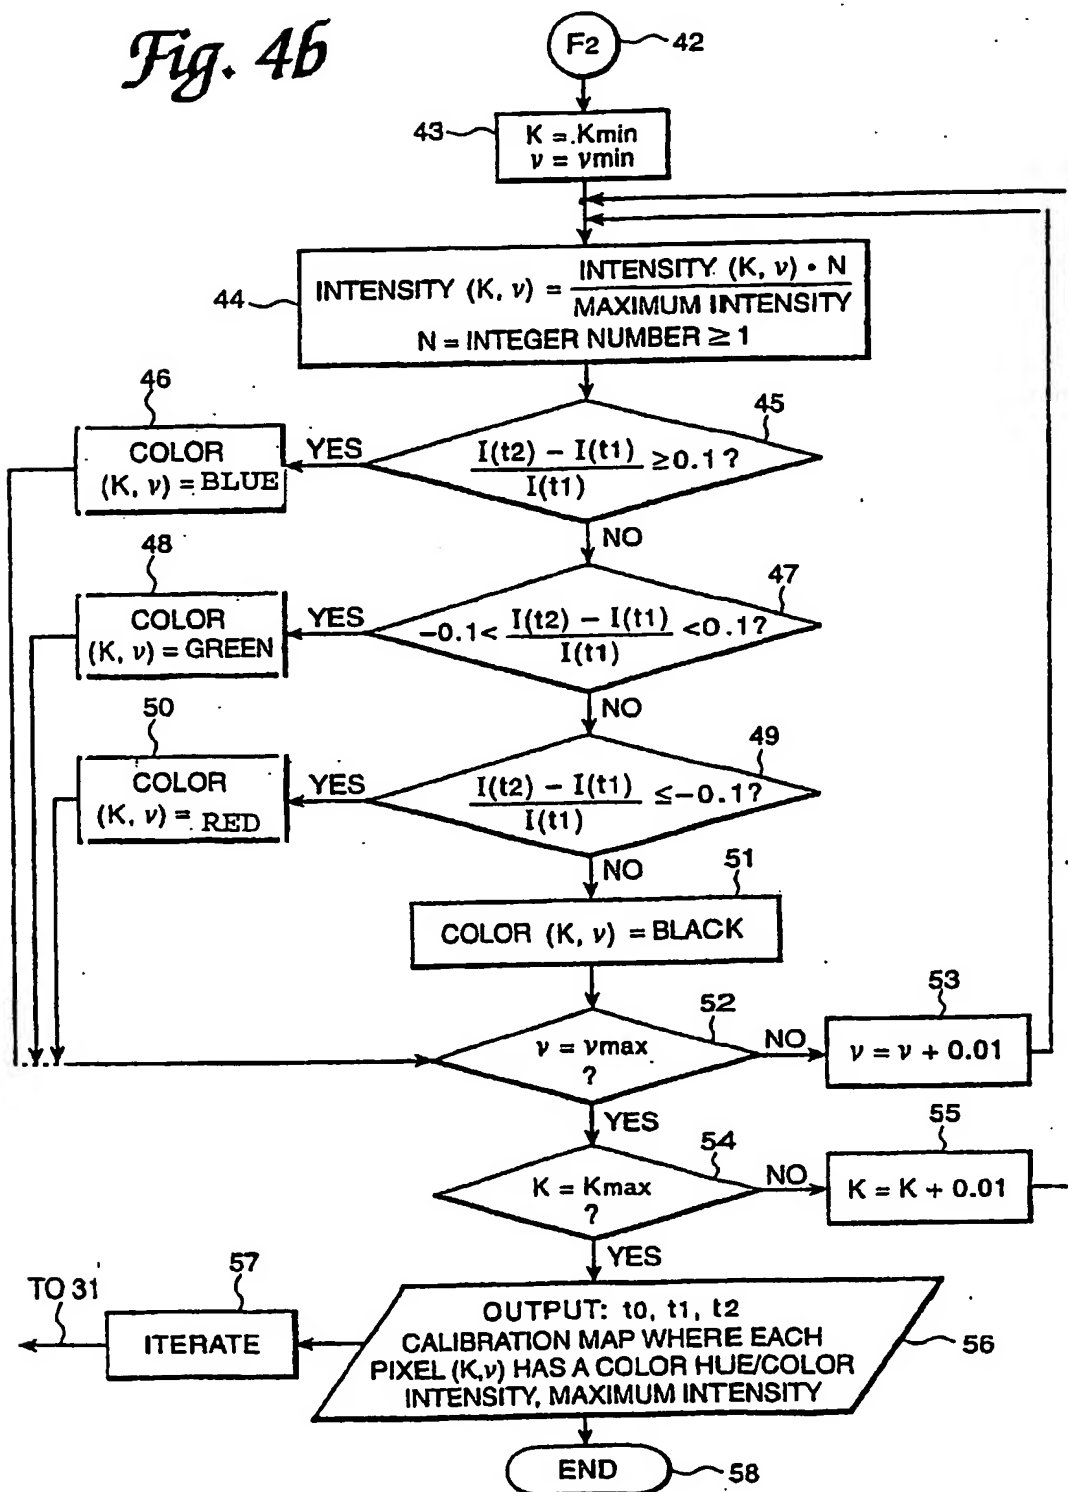 Fig. 4b
F2
42
43
K = Kmin
ν = νmin
44
INTENSITY (K, ν) = INTENSITY (K, ν) • N
MAXIMUM INTENSITY
N = INTEGER NUMBER ≥ 1
46
45
COLOR
(K, ν) = BLUE
YES
I(t2) − I(t1)
I(t1)
≥0.1?
NO
48
47
COLOR
(K, ν) = GREEN
YES
−0.1< I(t2) − I(t1) <0.1?
I(t1)
NO
50
49
COLOR
(K, ν) = RED
YES
I(t2) − I(t1) ≤−0.1?
I(t1)
NO
51
COLOR (K, ν) = BLACK
52
53
ν = νmax
?
NO
ν = ν + 0.01
YES
54
55
K = Kmax
?
NO
K = K + 0.01
YES
57
TO 31
ITERATE
OUTPUT: t0, t1, t2
CALIBRATION MAP WHERE EACH
PIXEL (K,ν) HAS A COLOR HUE/COLOR
INTENSITY, MAXIMUM INTENSITY
56
END
58